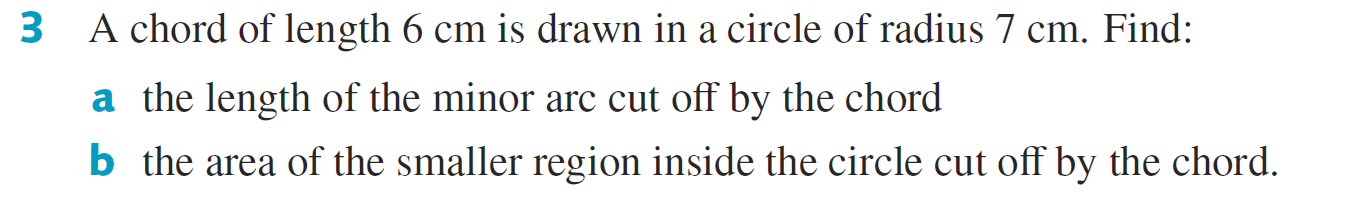 3 A chord of length 6 cm is drawn in a circle of radius 7 cm. Find:
a the length of the minor arc cut off by the chord
b the area of the smaller region inside the circle cut off by the chord.